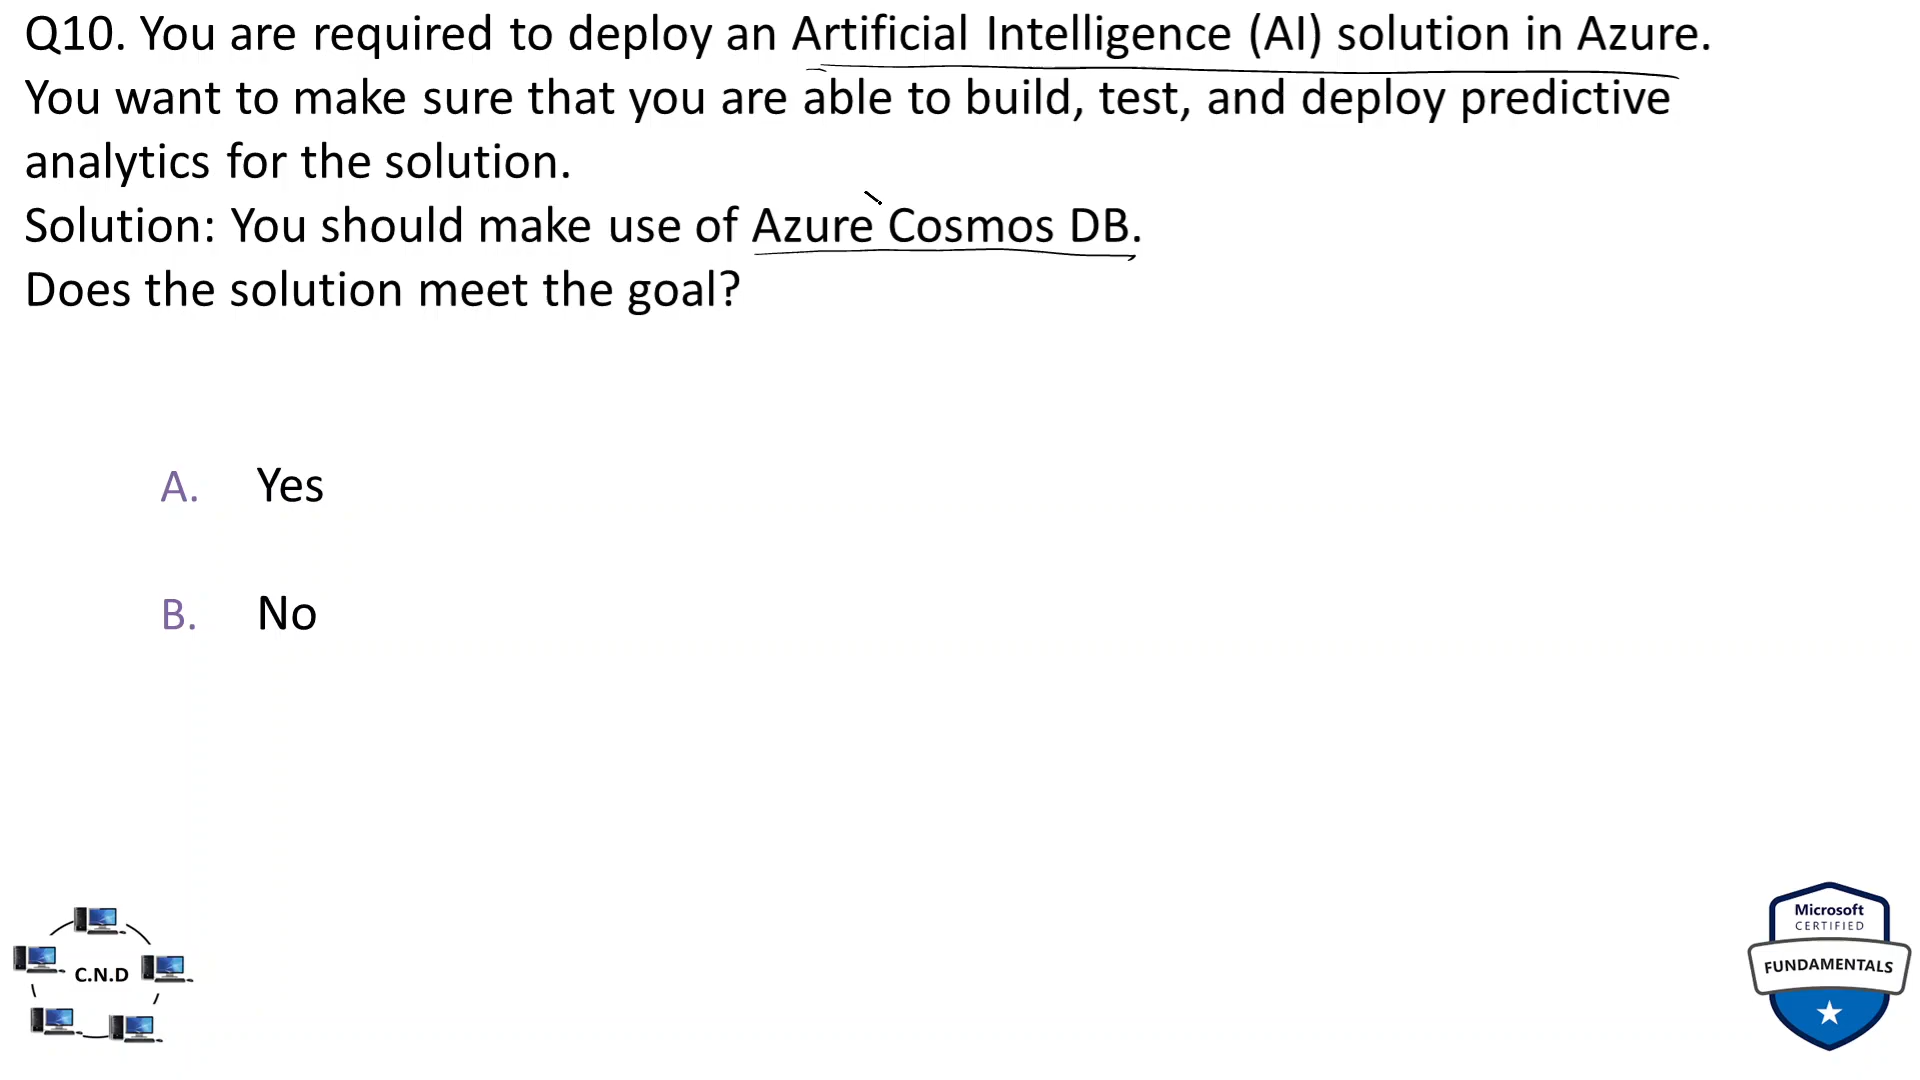 Q10. You are required to deploy an Artificial Intelligence (AI) solution in Azure.
You want to make sure that you are able to build, test, and deploy predictive
analytics for the solution.
Solution: You should make use of Azure Cosmos DB.
Does the solution meet the goal?
A. Yes
B. No
C.N.D
Microsoft
CERTIFIED
FUNDAMENTALS